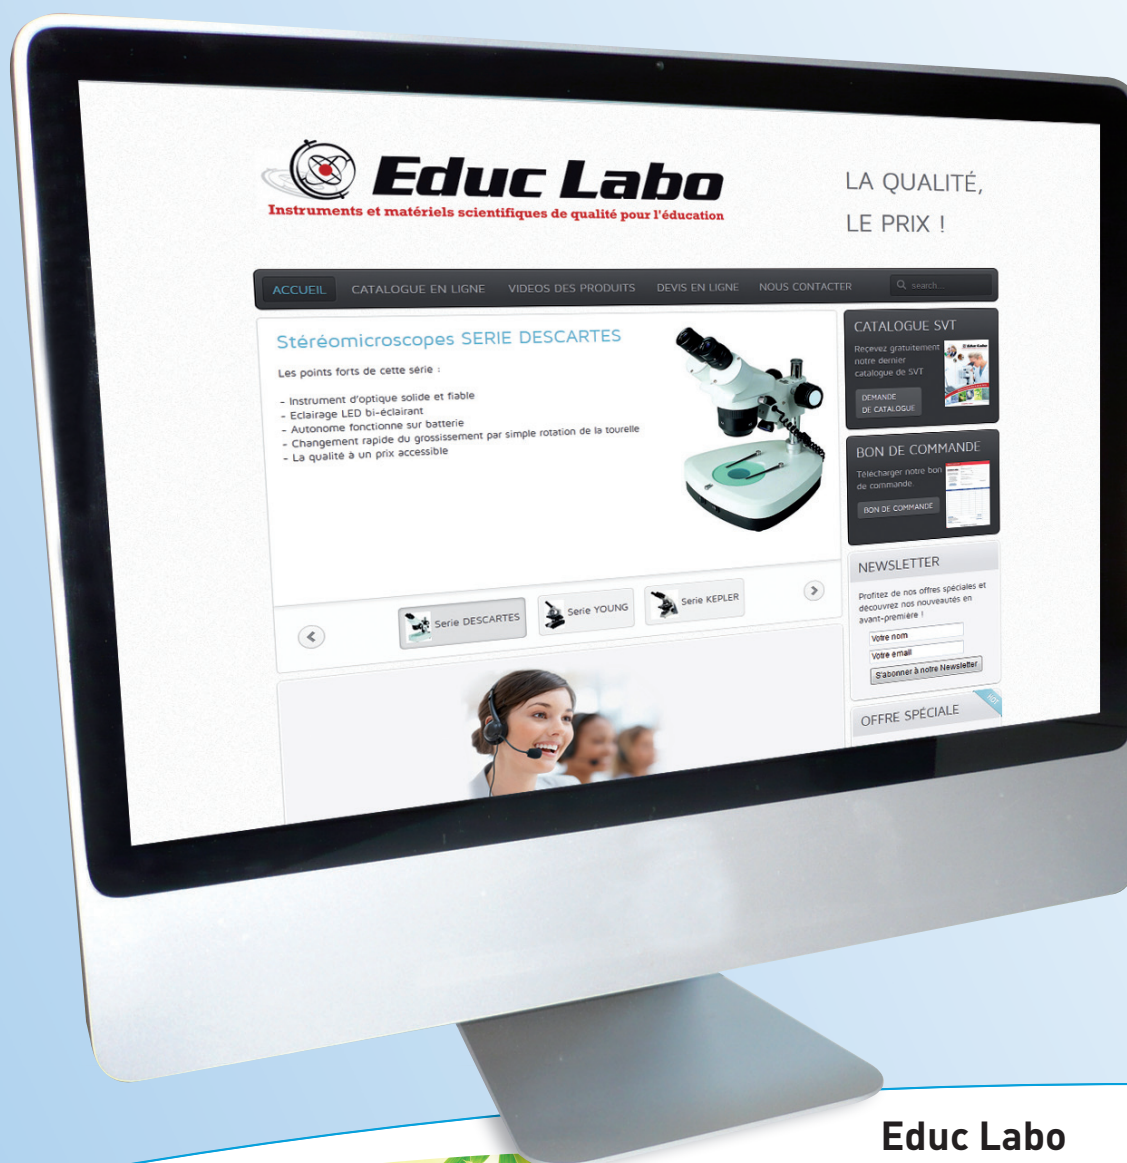 Educ Labo
Instruments et matériels scientifiques de qualité pour l'éducation
LA QUALITÉ,
LE PRIX !
ACCUEIL
CATALOGUE EN LIGNE
VIDEOS DES PRODUITS
DEVIS EN LIGNE
NOUS CONTACTER
search...
Stéréomicroscopes SERIE DESCARTES
Les points forts de cette série :
- Instrument d'optique solide et fiable
- Eclairage LED bi-éclairant
- Autonome fonctionne sur batterie
- Changement rapide du grossissement par simple rotation de la tourelle
- La qualité à un prix accessible
Serie DESCARTES
Serie YOUNG
Serie KEPLER
CATALOGUE SVT
Reçevez gratuitement
notre dernier
catalogue de SVT
DEMANDE
DE CATALOGUE
Educ Labo
BON DE COMMANDE
Télécharger notre bon
de commande.
BON DE COMMANDE
NEWSLETTER
Profitez de nos offres spéciales et
découvrez nos nouveautés en
avant-première !
Votre nom
Votre email
S'abonner à notre Newsletter
HOT
OFFRE SPÉCIALE
Educ Labo